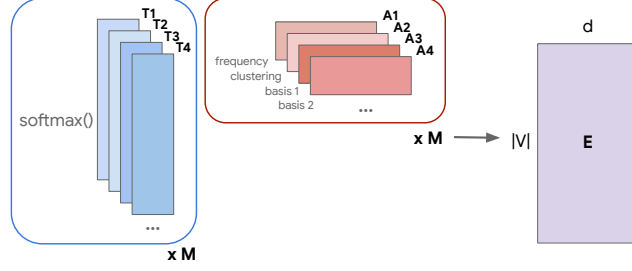 T1
T2
T3
T4
softmax()
...
x M
A1
A2
A3
A4
frequency
clustering
basis 1
basis 2
...
x M
d
|V|
E